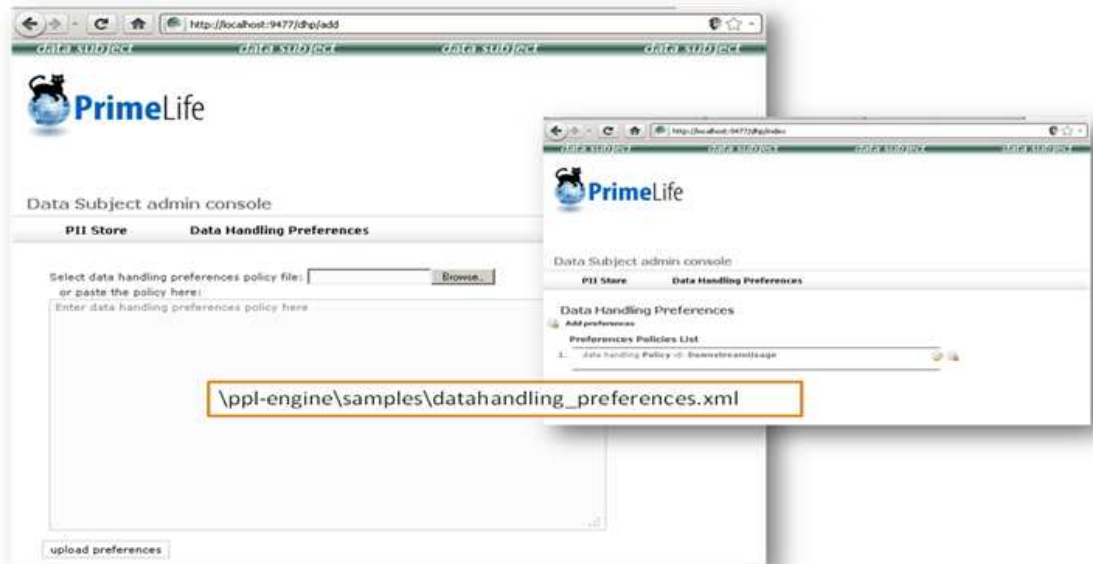 http://localhost:9477/dhp/add
data subject data subject data subject data subject
PrimeLife
Data Subject admin console
PII Store Data Handling Preferences
Select data handling preferences policy file: Browse..
or paste the policy here:
Enter data handling preferences policy here
\ppl-engine\samples\datahandling_preferences.xml
upload preferences
http://localhost:9477/dhp/index
data subject data subject data subject data subject
PrimeLife
Data Subject admin console
PII Store Data Handling Preferences
Data Handling Preferences
Add preferences
Preferences Policies List
1. data handling Policy id: DownstreamUsage